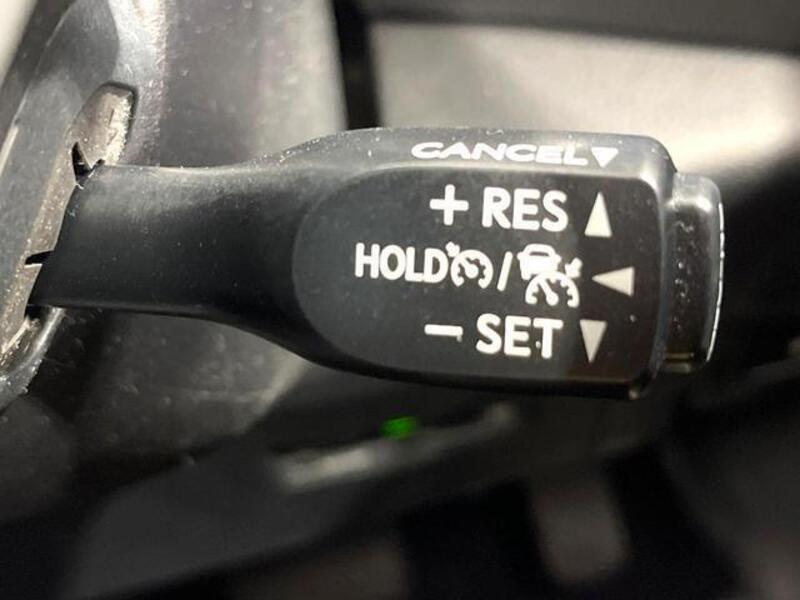 CANCEL
+ RES
HOLD /
− SET